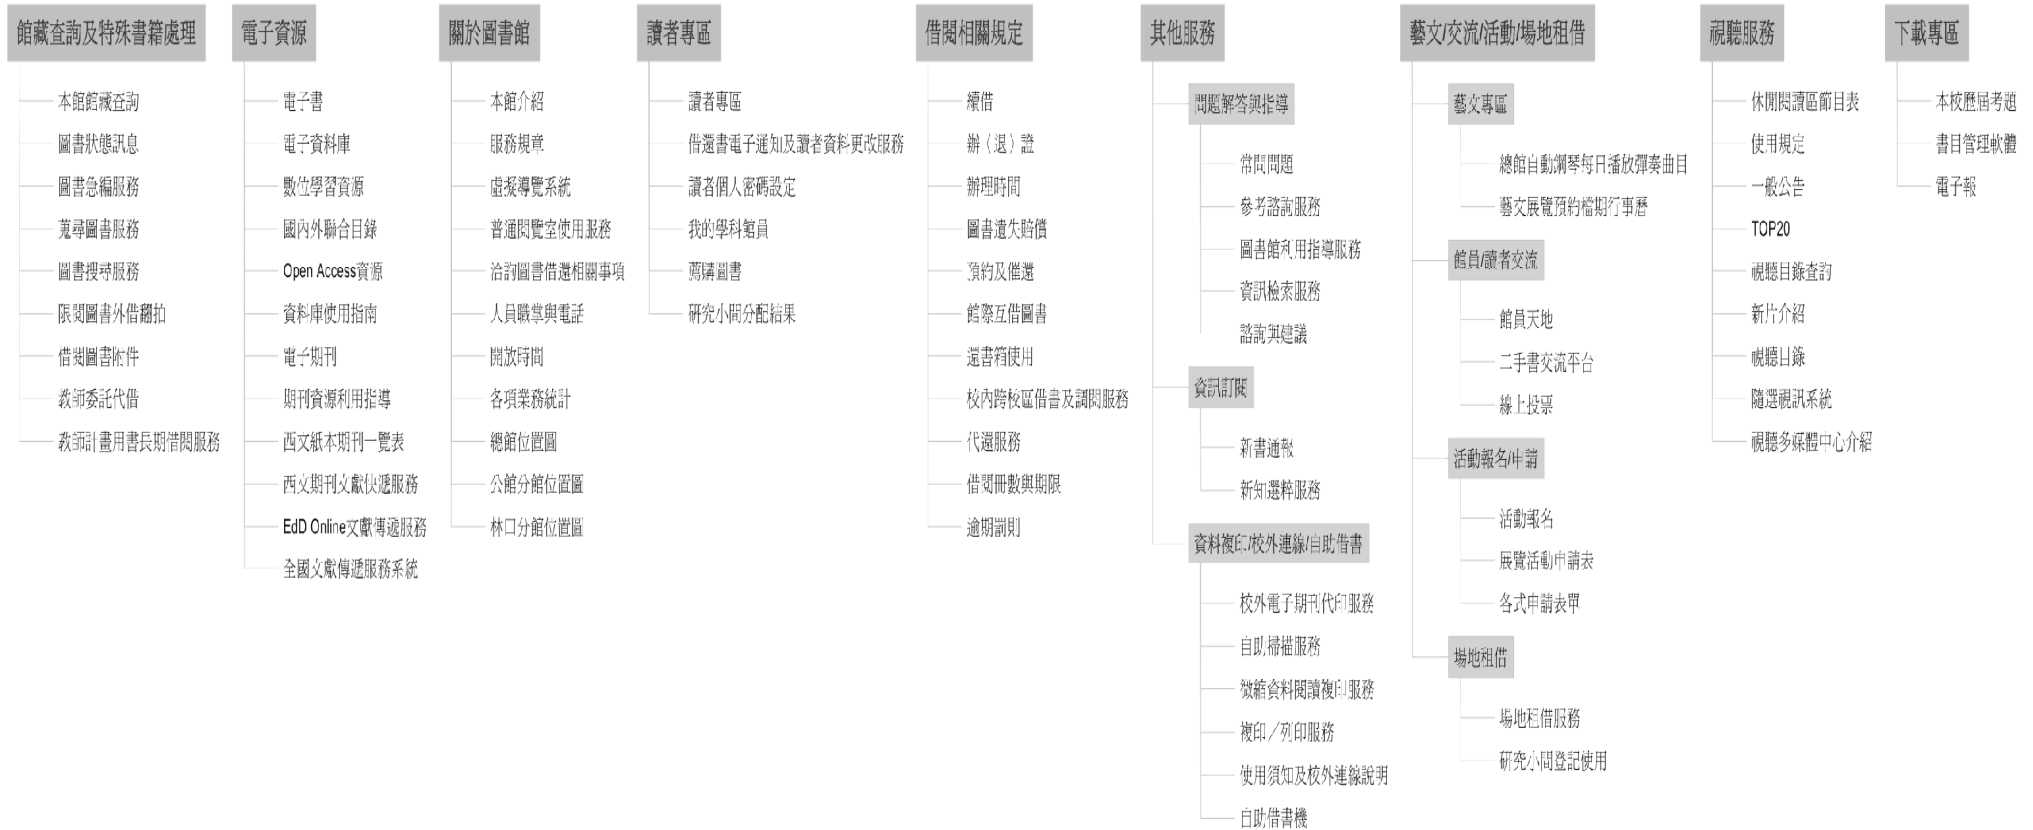 館藏查詢及特殊書籍處理
本館館藏查詢
圖書狀態訊息
圖書急編服務
蒐尋圖書服務
圖書搜尋服務
限閱圖書外借翻拍
借閱圖書附件
教師委託代借
教師計畫用書長期借閱服務
電子資源
電子書
電子資料庫
數位學習資源
國內外聯合目錄
Open Access資源
資料庫使用指南
電子期刊
期刊資源利用指導
西文紙本期刊一覽表
西文期刊文獻快遞服務
EdD Online文獻傳遞服務
全國文獻傳遞服務系統
關於圖書館
本館介紹
服務規章
虛擬導覽系統
普通閱覽室使用服務
洽詢圖書借還相關事項
人員職掌與電話
開放時間
各項業務統計
總館位置圖
公館分館位置圖
林口分館位置圖
讀者專區
讀者專區
借還書電子通知及讀者資料更改服務
讀者個人密碼設定
我的學科館員
薦購圖書
研究小間分配結果
借閱相關規定
續借
辦（退）證
辦理時間
圖書遺失賠償
預約及催還
館際互借圖書
還書箱使用
校內跨校區借書及調閱服務
代還服務
借閱冊數與期限
逾期罰則
其他服務
問題解答與指導
常問問題
參考諮詢服務
圖書館利用指導服務
資訊檢索服務
諮詢與建議
資訊訂閱
新書通報
新知選粹服務
資料複印/校外連線/自助借書
校外電子期刊代印服務
自助掃描服務
微縮資料閱讀複印服務
複印／列印服務
使用須知及校外連線說明
自助借書機
藝文/交流/活動/場地租借
藝文專區
總館自動鋼琴每日播放彈奏曲目
藝文展覽預約檔期行事曆
館員/讀者交流
館員天地
二手書交流平台
線上投票
活動報名/申請
活動報名
展覽活動申請表
各式申請表單
場地租借
場地租借服務
研究小間登記使用
視聽服務
休閒閱讀區節目表
使用規定
一般公告
TOP20
視聽目錄查詢
新片介紹
視聽目錄
隨選視訊系統
視聽多媒體中心介紹
下載專區
本校歷屆考題
書目管理軟體
電子報